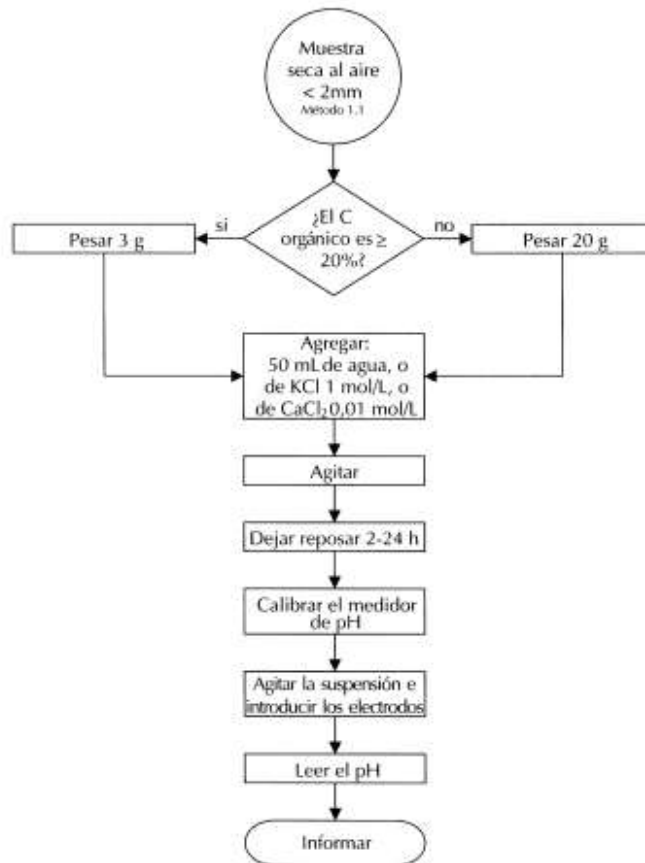 Muestra
seca al aire
< 2mm
Método 1.1
¿El C
orgánico es ≥
20%?
si
no
Pesar 3 g
Pesar 20 g
Agregar:
50 mL de agua, o
de KCl 1 mol/L, o
de CaCl₂ 0,01 mol/L
Agitar
Dejar reposar 2-24 h
Calibrar el medidor
de pH
Agitar la suspensión e
introducir los electrodos
Leer el pH
Informar